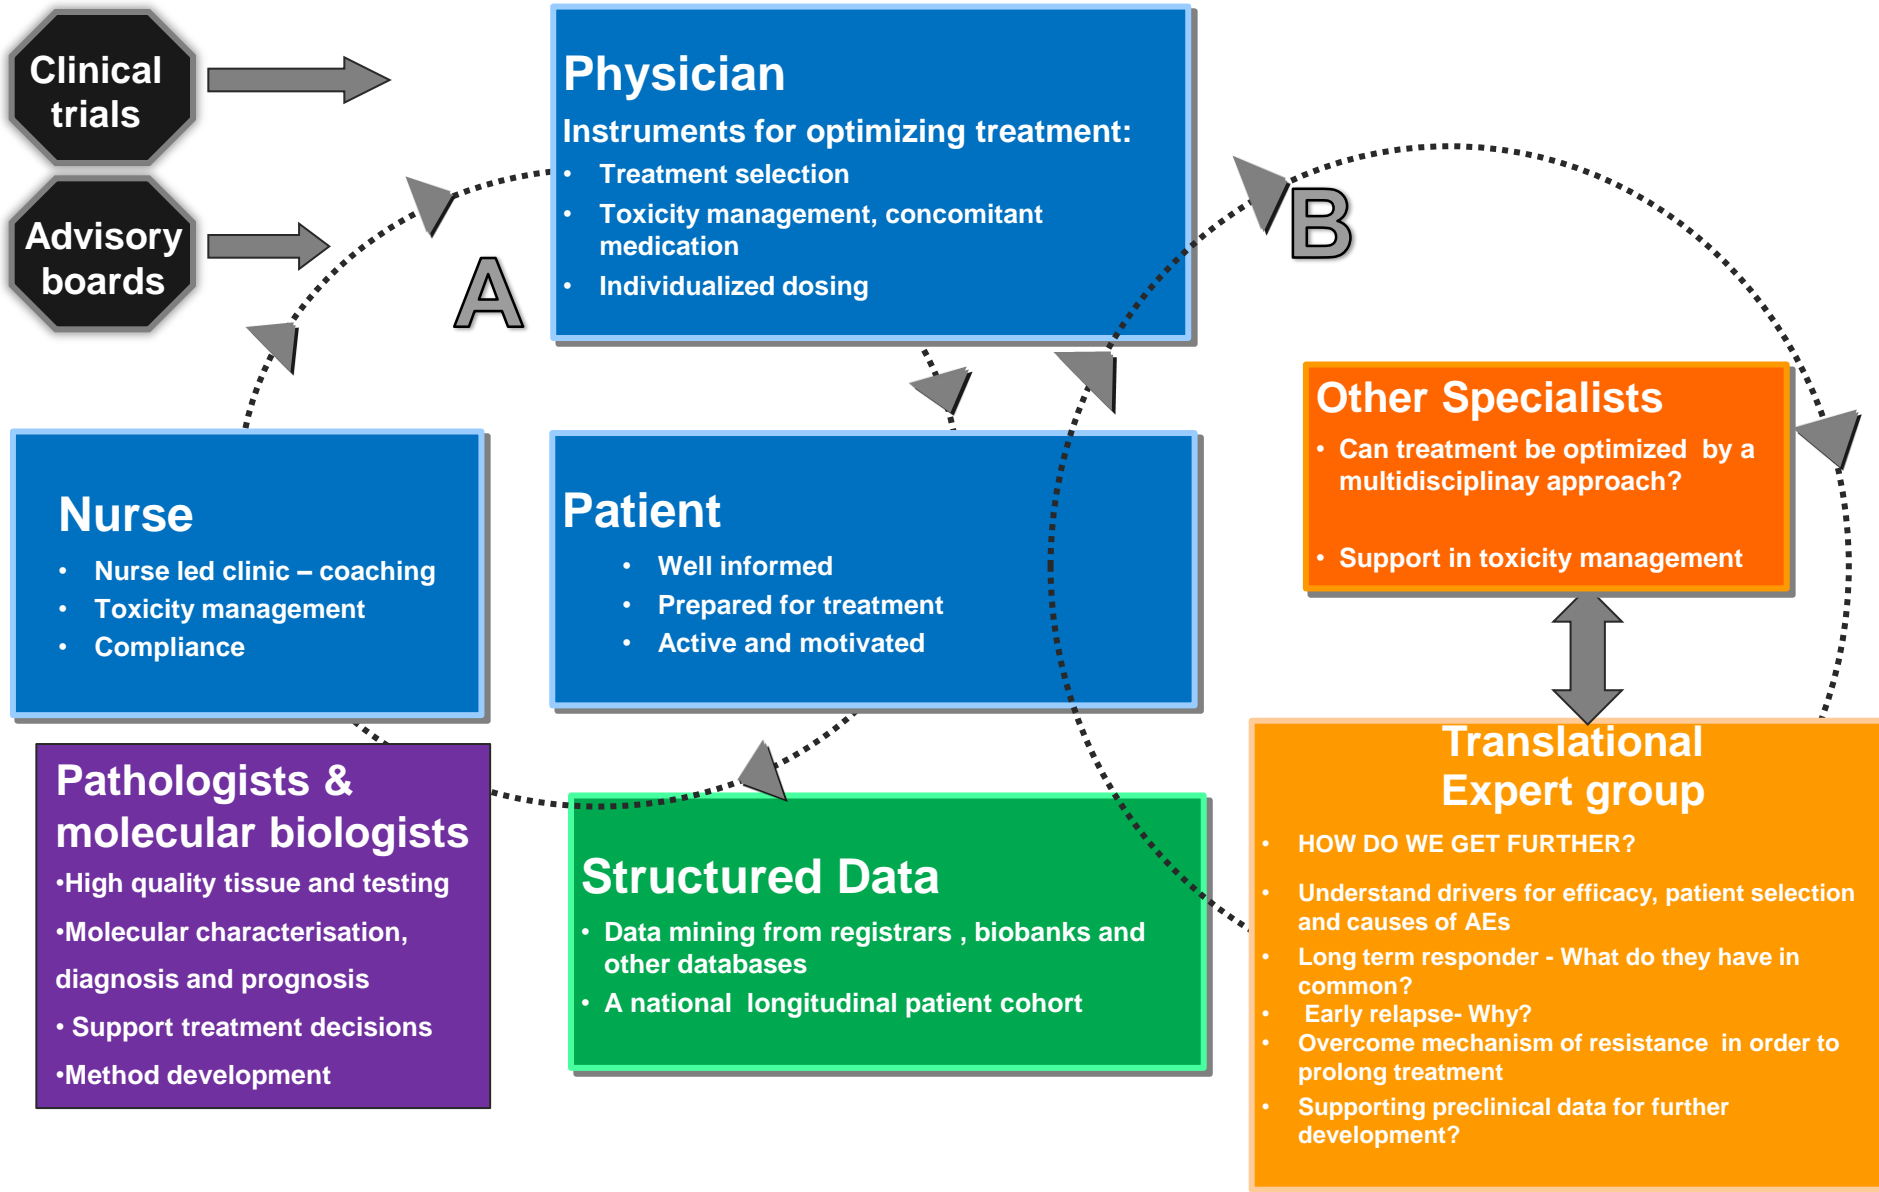 Clinical
trials
Advisory
boards
A
Physician
Instruments for optimizing treatment:
• Treatment selection
• Toxicity management, concomitant
medication
• Individualized dosing
B
Nurse
• Nurse led clinic – coaching
• Toxicity management
• Compliance
Patient
• Well informed
• Prepared for treatment
• Active and motivated
Other Specialists
• Can treatment be optimized  by a
multidisciplinay approach?
• Support in toxicity management
Pathologists &
molecular biologists
•High quality tissue and testing
•Molecular characterisation,
diagnosis and prognosis
• Support treatment decisions
•Method development
Structured Data
• Data mining from registrars , biobanks and
other databases
• A national  longitudinal patient cohort
Translational
Expert group
• HOW DO WE GET FURTHER?
• Understand drivers for efficacy, patient selection
and causes of AEs
• Long term responder - What do they have in
common?
• Early relapse- Why?
• Overcome mechanism of resistance  in order to
prolong treatment
• Supporting preclinical data for further
development?